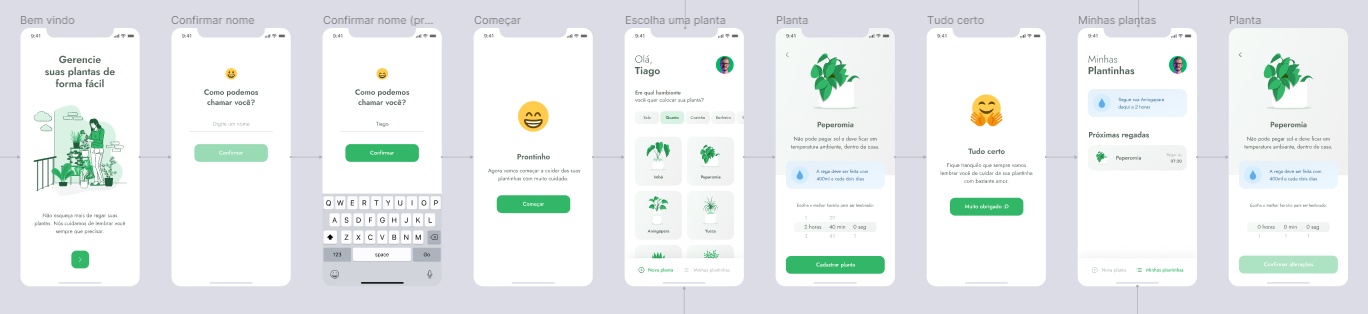 Bem vindo
9:41
Gerencie
suas plantas de
forma fácil
Não esqueça mais de regar suas
plantas. Nós cuidamos de lembrar você
sempre que precisar.
Confirmar nome
9:41
Como podemos
chamar você?
Digite um nome
Confirmar
Confirmar nome (pr...
9:41
Como podemos
chamar você?
Tiago
Confirmar
Q W E R T Y U I O P
A S D F G H J K L
Z X C V B N M
123 space Go
Começar
9:41
Prontinho
Agora vamos começar a cuidar das suas
plantinhas com muito cuidado.
Começar
Escolha uma planta
9:41
Olá,
Tiago
Em qual hambiente
você quer colocar sua planta?
Sala Quarto Cozinha Banheiro
Imbé Peperomia
Aningapara Yucca
Nova planta Minhas plantinhas
Planta
9:41
Peperomia
Não pode pegar sol e deve ficar em
temperatura ambiente, dentro de casa.
A rega deve ser feita com
400ml a cada dois dias
Escolha o melhor horário para ser lembrado:
2 horas 40 min 0 seg
Cadastrar planta
Tudo certo
9:41
Tudo certo
Fique tranquilo que sempre vamos
lembrar você de cuidar da sua plantinha
com bastante amor.
Muito obrigado :D
Minhas plantas
9:41
Minhas
Plantinhas
Regue sua Aningapara
daqui a 2 horas
Próximas regadas
Peperomia
07:00
Nova planta Minhas plantinhas
Planta
9:41
Peperomia
Não pode pegar sol e deve ficar em
temperatura ambiente, dentro de casa.
A rega deve ser feita com
400ml a cada dois dias
Escolha o melhor horário para ser lembrado:
0 horas 0 min 0 seg
Confirmar alterações